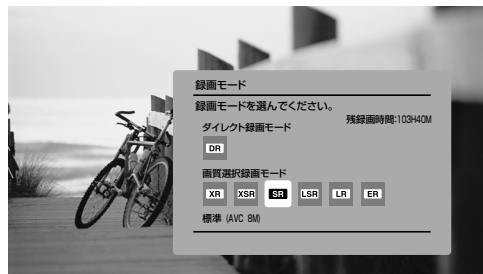 録画モード
録画モードを選んでください。
残録画時間:103H40M
ダイレクト録画モード
DR
画質選択録画モード
XR XSR SR LSR LR ER
標準 (AVC 8M)